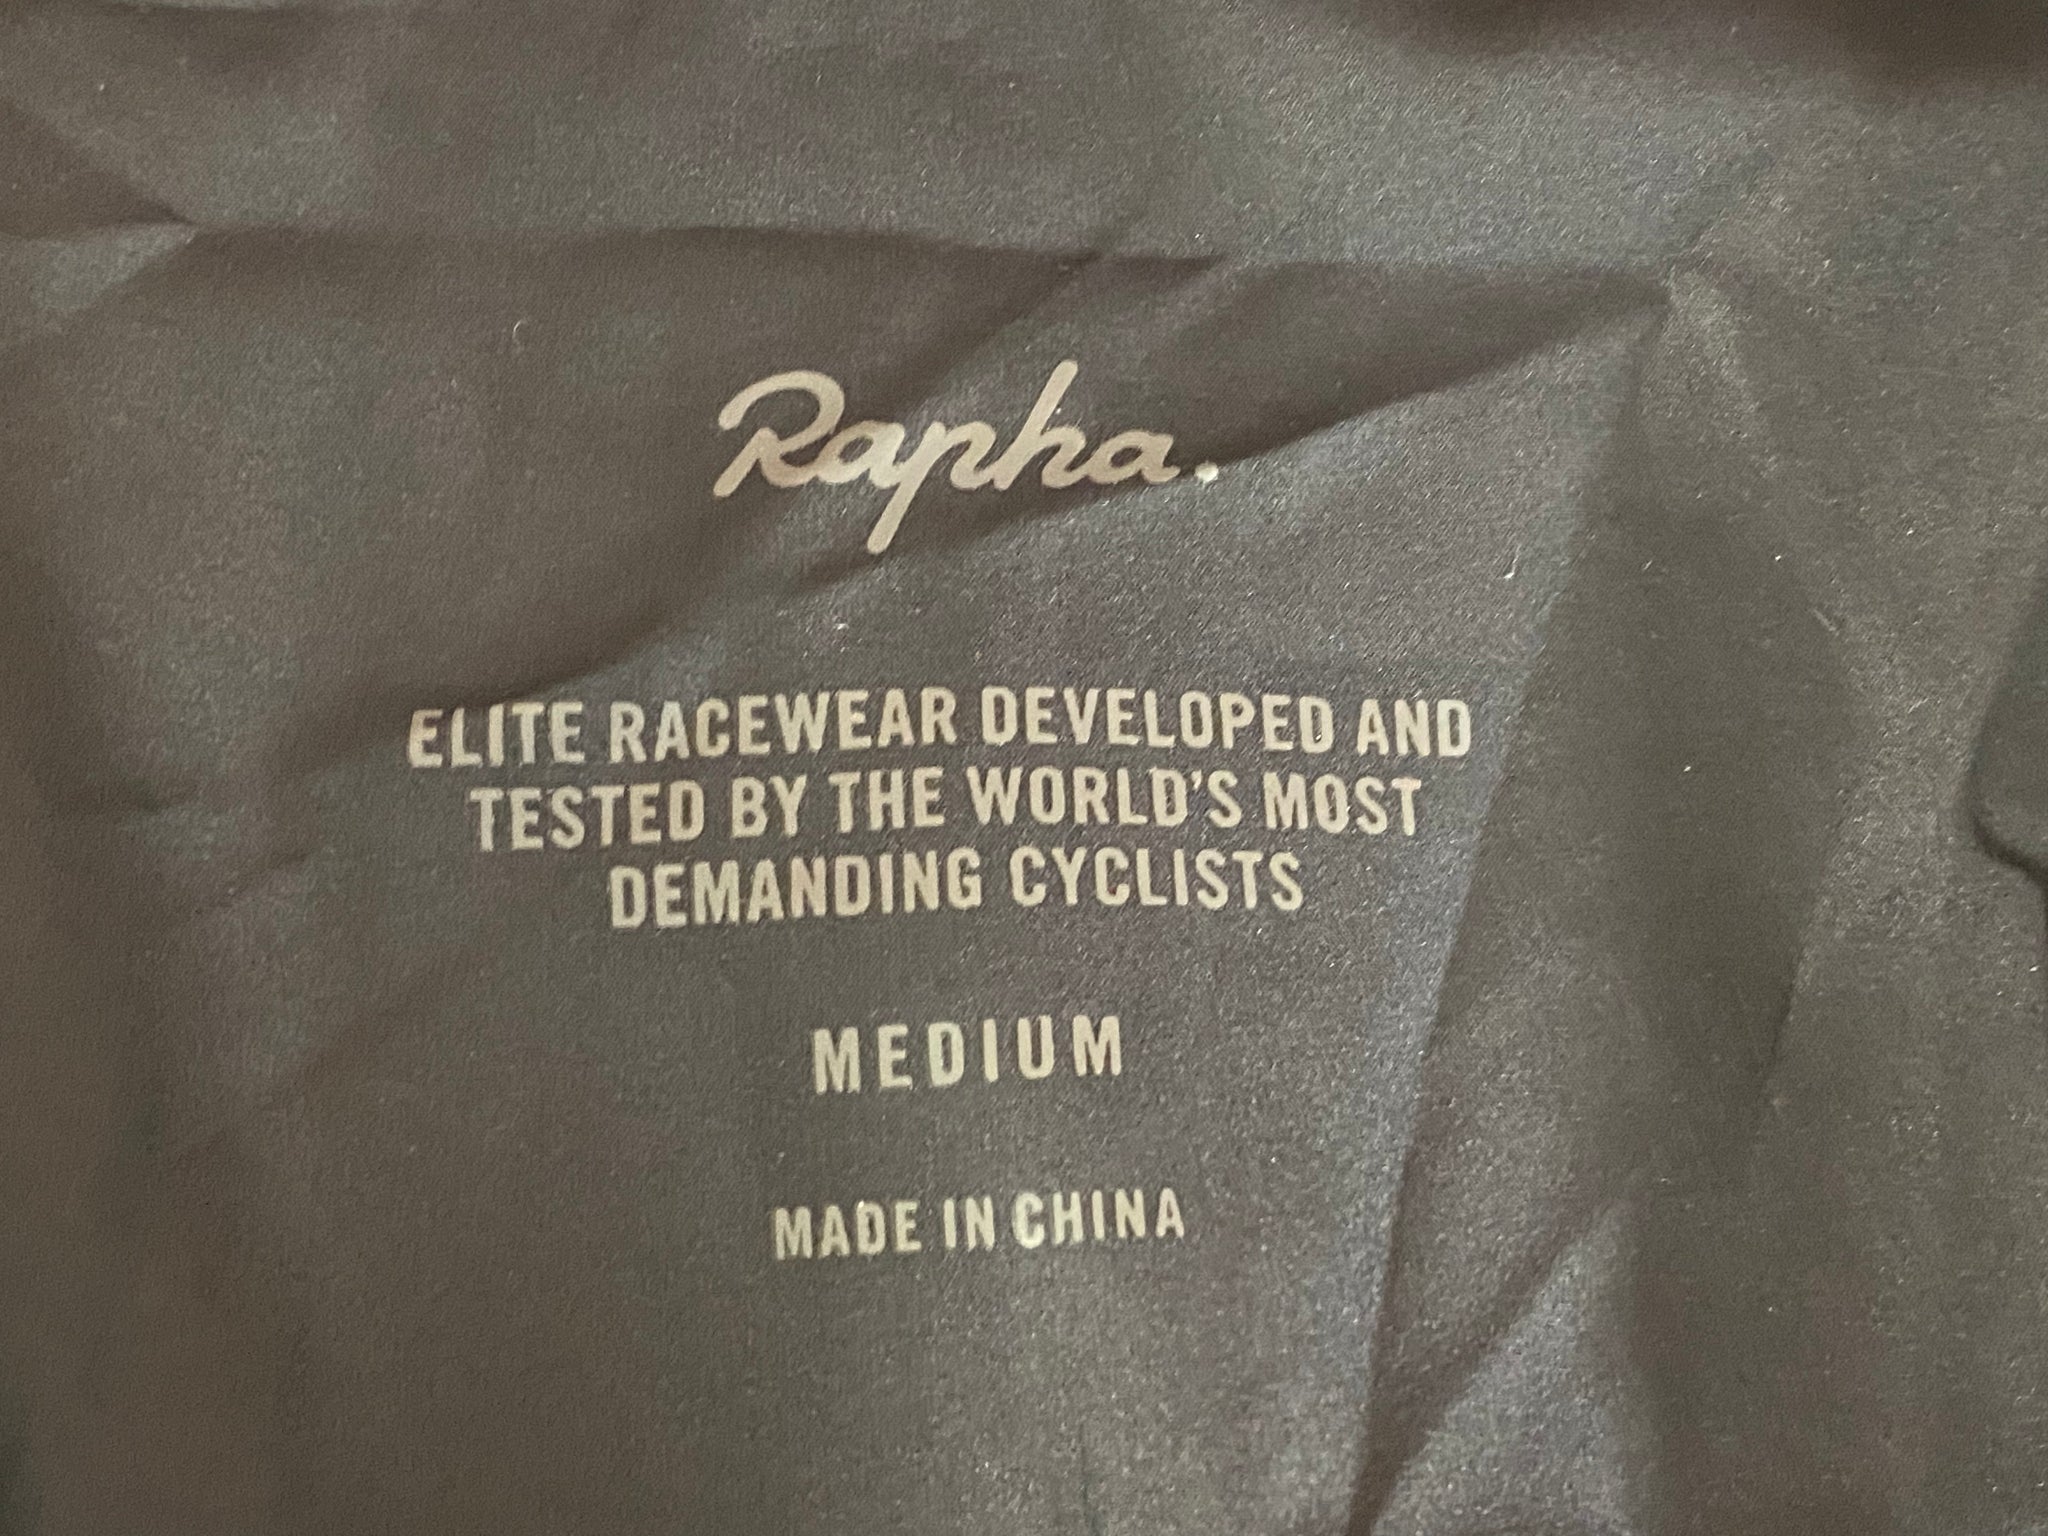 Rapha.
ELITE RACEWEAR DEVELOPED AND
TESTED BY THE WORLD'S MOST
DEMANDING CYCLISTS
MEDIUM
MADE IN CHINA